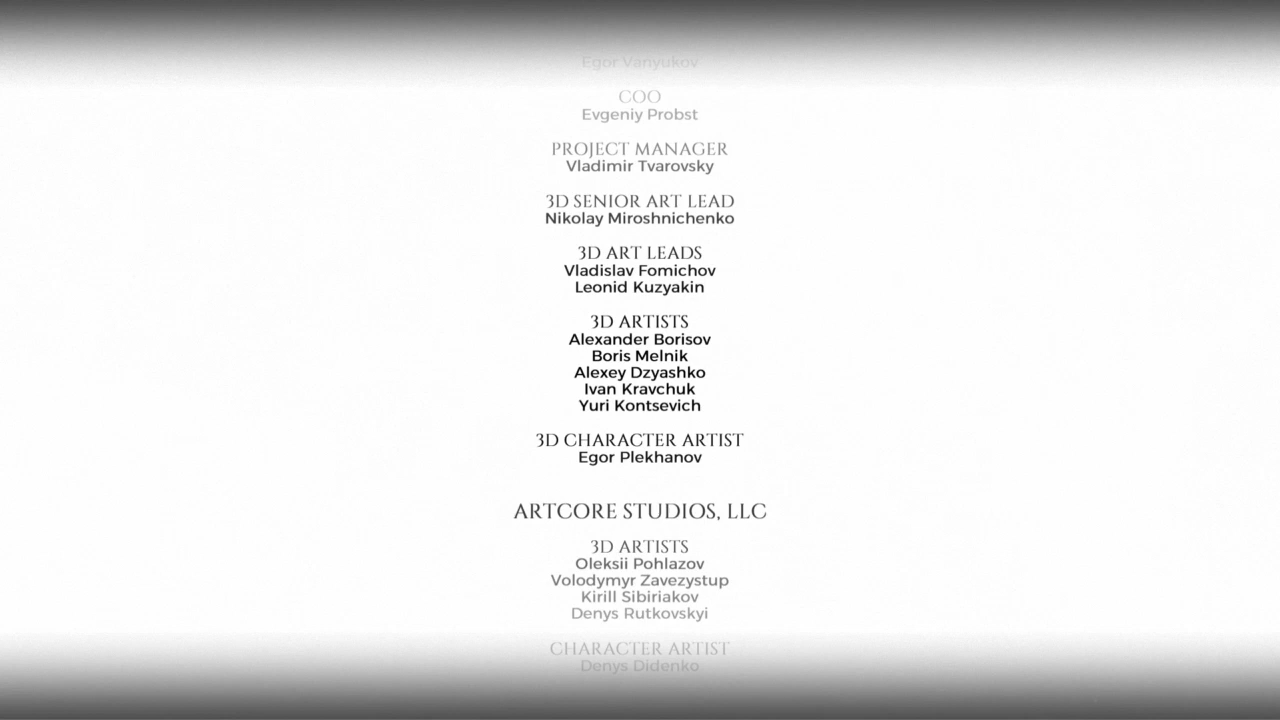 Egor Vanyukov
COO
Evgeniy Probst
PROJECT MANAGER
Vladimir Tvarovsky
3D SENIOR ART LEAD
Nikolay Miroshnichenko
3D ART LEADS
Vladislav Fomichov
Leonid Kuzyakin
3D ARTISTS
Alexander Borisov
Boris Melnik
Alexey Dzyashko
Ivan Kravchuk
Yuri Kontsevich
3D CHARACTER ARTIST
Egor Plekhanov
ARTCORE STUDIOS, LLC
3D ARTISTS
Oleksii Pohlazov
Volodymyr Zavezystup
Kirill Sibiriakov
Denys Rutkovskyi
CHARACTER ARTIST
Denys Didenko